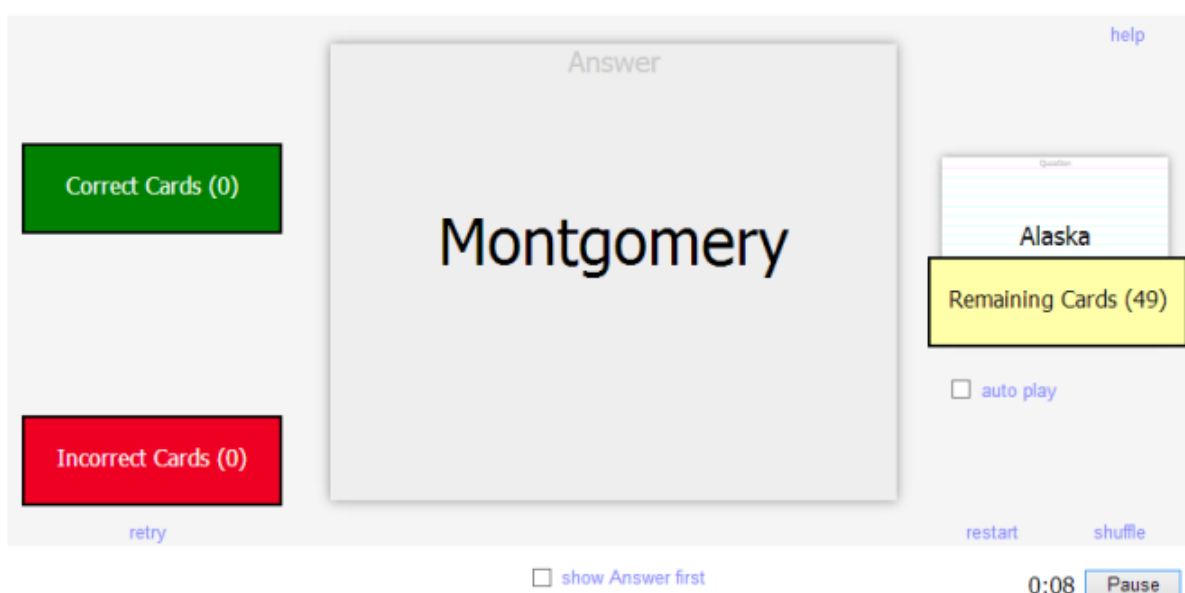 help
Answer
Correct Cards (0)
Montgomery
Question
Alaska
Remaining Cards (49)
auto play
Incorrect Cards (0)
retry
restart
shuffle
show Answer first
0:08
Pause